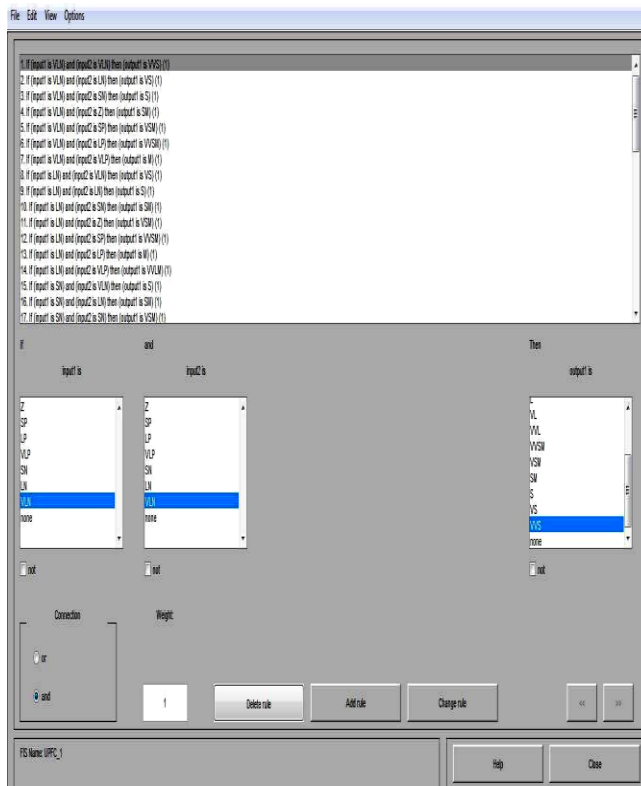 File Edit View Options
1. If (input1 is VLN) and (input2 is VLN) then (output1 is VVS) (1)
2. If (input1 is VLN) and (input2 is LN) then (output1 is VS) (1)
3. If (input1 is VLN) and (input2 is SN) then (output1 is S) (1)
4. If (input1 is VLN) and (input2 is Z) then (output1 is SM) (1)
5. If (input1 is VLN) and (input2 is SP) then (output1 is VSM) (1)
6. If (input1 is VLN) and (input2 is LP) then (output1 is VVSM) (1)
7. If (input1 is VLN) and (input2 is VLP) then (output1 is M) (1)
8. If (input1 is LN) and (input2 is VLN) then (output1 is VS) (1)
9. If (input1 is LN) and (input2 is LN) then (output1 is S) (1)
10. If (input1 is LN) and (input2 is SN) then (output1 is SM) (1)
11. If (input1 is LN) and (input2 is Z) then (output1 is VSM) (1)
12. If (input1 is LN) and (input2 is SP) then (output1 is VVSM) (1)
13. If (input1 is LN) and (input2 is LP) then (output1 is M) (1)
14. If (input1 is LN) and (input2 is VLP) then (output1 is VVLM) (1)
15. If (input1 is SN) and (input2 is VLN) then (output1 is S) (1)
16. If (input1 is SN) and (input2 is LN) then (output1 is SM) (1)
17. If (input1 is SN) and (input2 is SN) then (output1 is VSM) (1)
If and Then
input1 is input2 is output1 is
Z
SP
LP
VLP
SN
LN
VLN
none
Z
SP
LP
VLP
SN
LN
VLN
none
L
VL
VVL
VVSM
VSM
SM
S
VS
VVS
none
not not not
Connection Weight:
or
and 1 Delete rule Add rule Change rule << >>
FIS Name: UPFC_1 Help Close